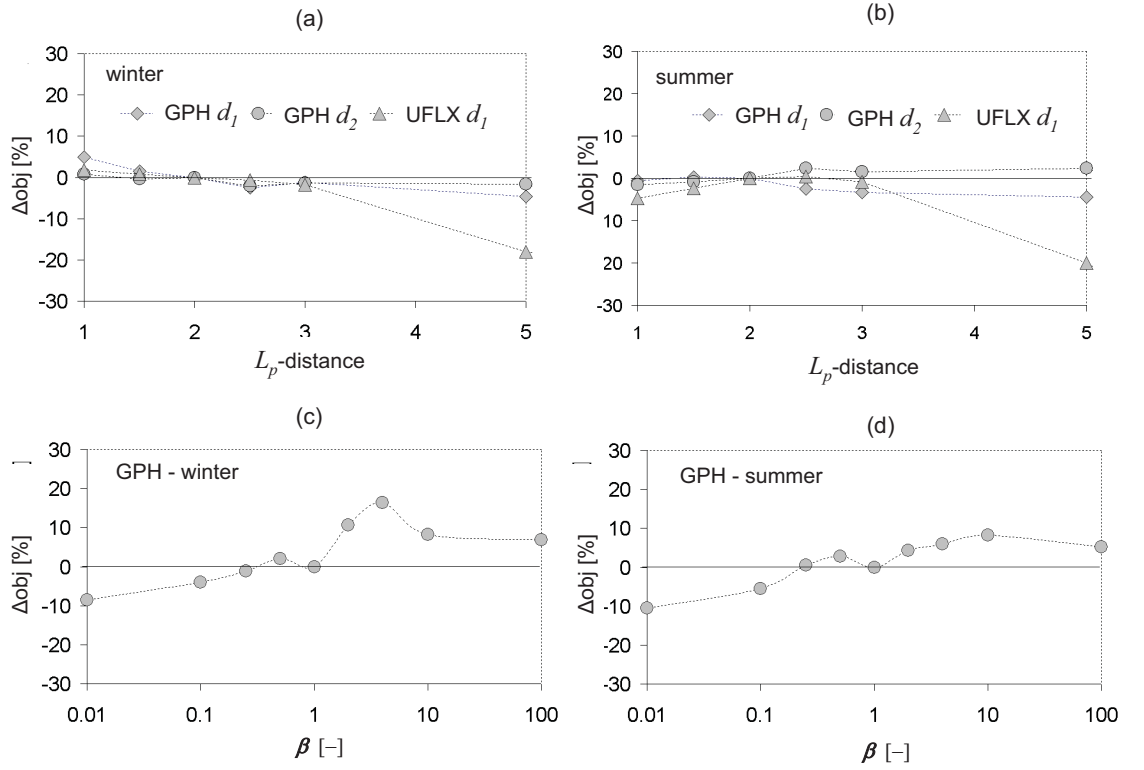 (a)
30
20
10
0
-10
-20
-30
Δobj [%]
winter
GPH d1 GPH d2 UFLX d1
1 2 3 4 5
Lp-distance
(b)
30
20
10
0
-10
20
-30
Δobj [%]
summer
GPH d1 GPH d2 UFLX d1
1 2 3 4 5
Lp-distance
(c)
30
20
10
0
-10
-20
-30
Δobj [%]
GPH - winter
0.01 0.1 1 10 100
β [–]
(d)
30
20
10
0
-10
-20
-30
Δobj [%]
GPH - summer
0.01 0.1 1 10 100
β [–]